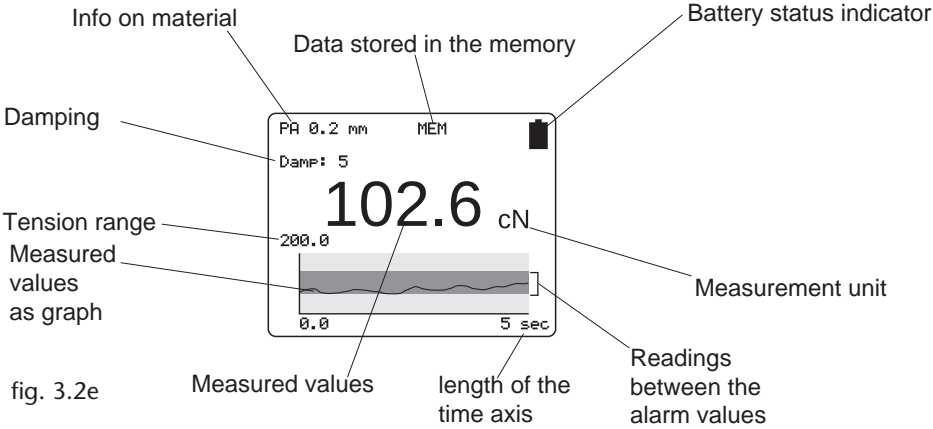 Info on material
Battery status indicator
Data stored in the memory
Damping
PA 0.2 mm MEM
Damp: 5
102.6 cN
Tension range
200.0
Measured
values
as graph
Measurement unit
0.0 5 sec
fig. 3.2e
Measured values
length of the
time axis
Readings
between the
alarm values